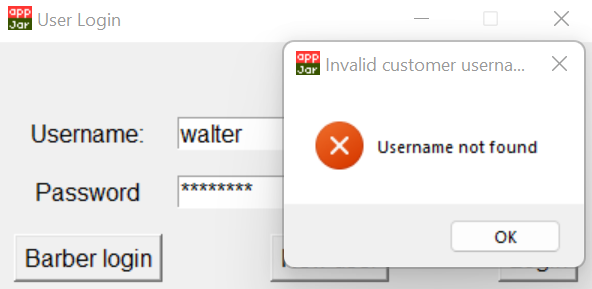 app
Jar
User Login
app
Jar
Invalid customer userna...
Username:
walter
Username not found
Password
********
OK
Barber login